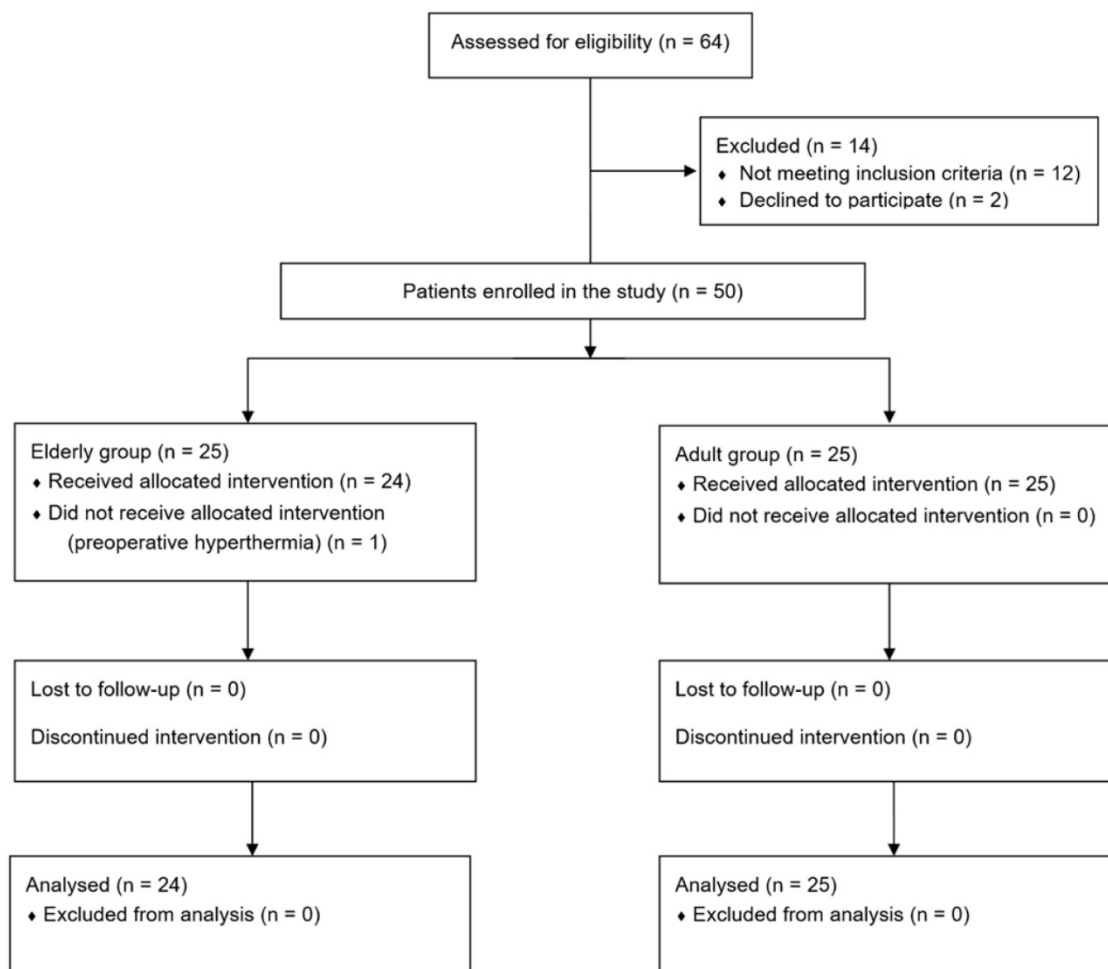 Assessed for eligibility (n = 64)
Excluded (n = 14)
♦ Not meeting inclusion criteria (n = 12)
♦ Declined to participate (n = 2)
Patients enrolled in the study (n = 50)
Elderly group (n = 25)
♦ Received allocated intervention (n = 24)
♦ Did not receive allocated intervention
(preoperative hyperthermia) (n = 1)
Adult group (n = 25)
♦ Received allocated intervention (n = 25)
♦ Did not receive allocated intervention (n = 0)
Lost to follow-up (n = 0)
Discontinued intervention (n = 0)
Lost to follow-up (n = 0)
Discontinued intervention (n = 0)
Analysed (n = 24)
♦ Excluded from analysis (n = 0)
Analysed (n = 25)
♦ Excluded from analysis (n = 0)